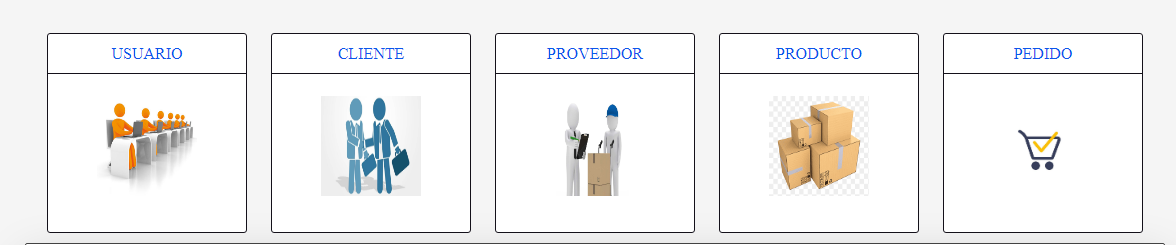 USUARIO
CLIENTE
PROVEEDOR
PRODUCTO
PEDIDO